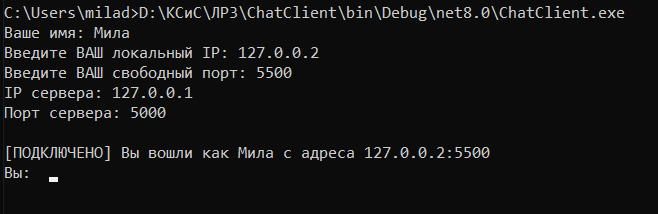 C:\Users\milad>D:\КСиС\ЛР3\ChatClient\bin\Debug\net8.0\ChatClient.exe
Ваше имя: Мила
Введите ВАШ локальный IP: 127.0.0.2
Введите ВАШ свободный порт: 5500
IP сервера: 127.0.0.1
Порт сервера: 5000
[ПОДКЛЮЧЕНО] Вы вошли как Мила с адреса 127.0.0.2:5500
Вы: